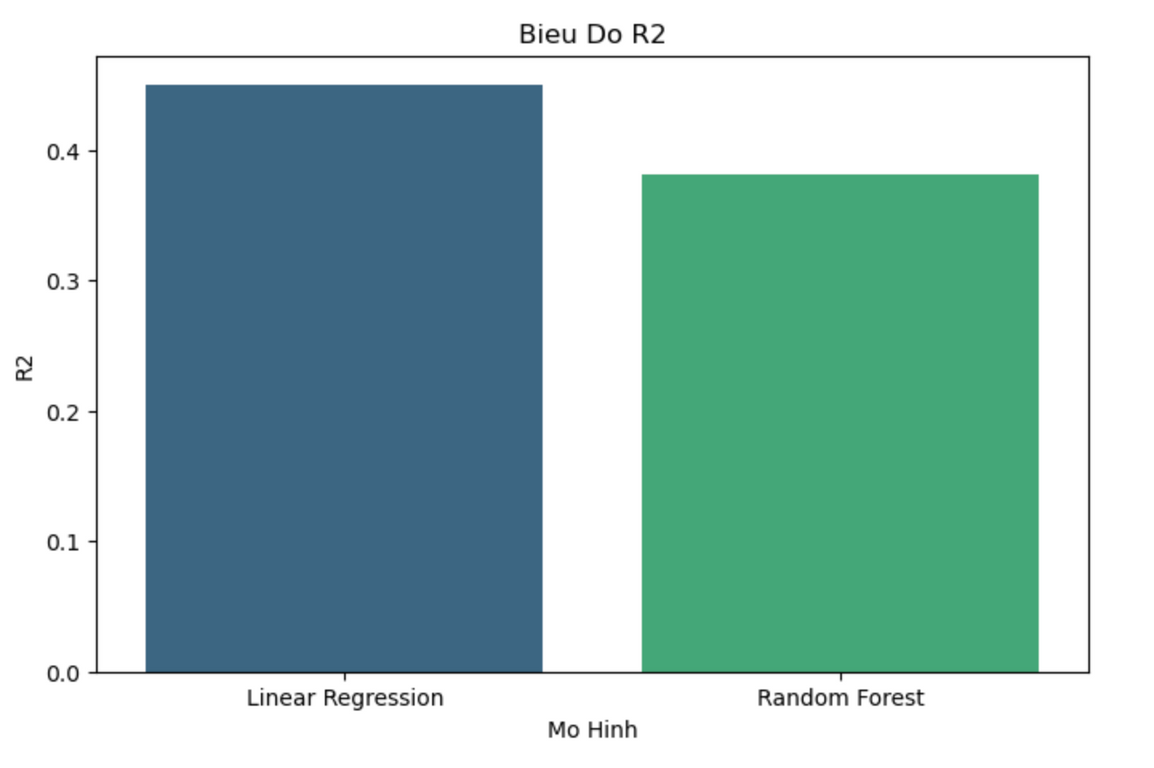 Bieu Do R2
R2
0.4
0.3
0.2
0.1
0.0
Linear Regression
Random Forest
Mo Hinh